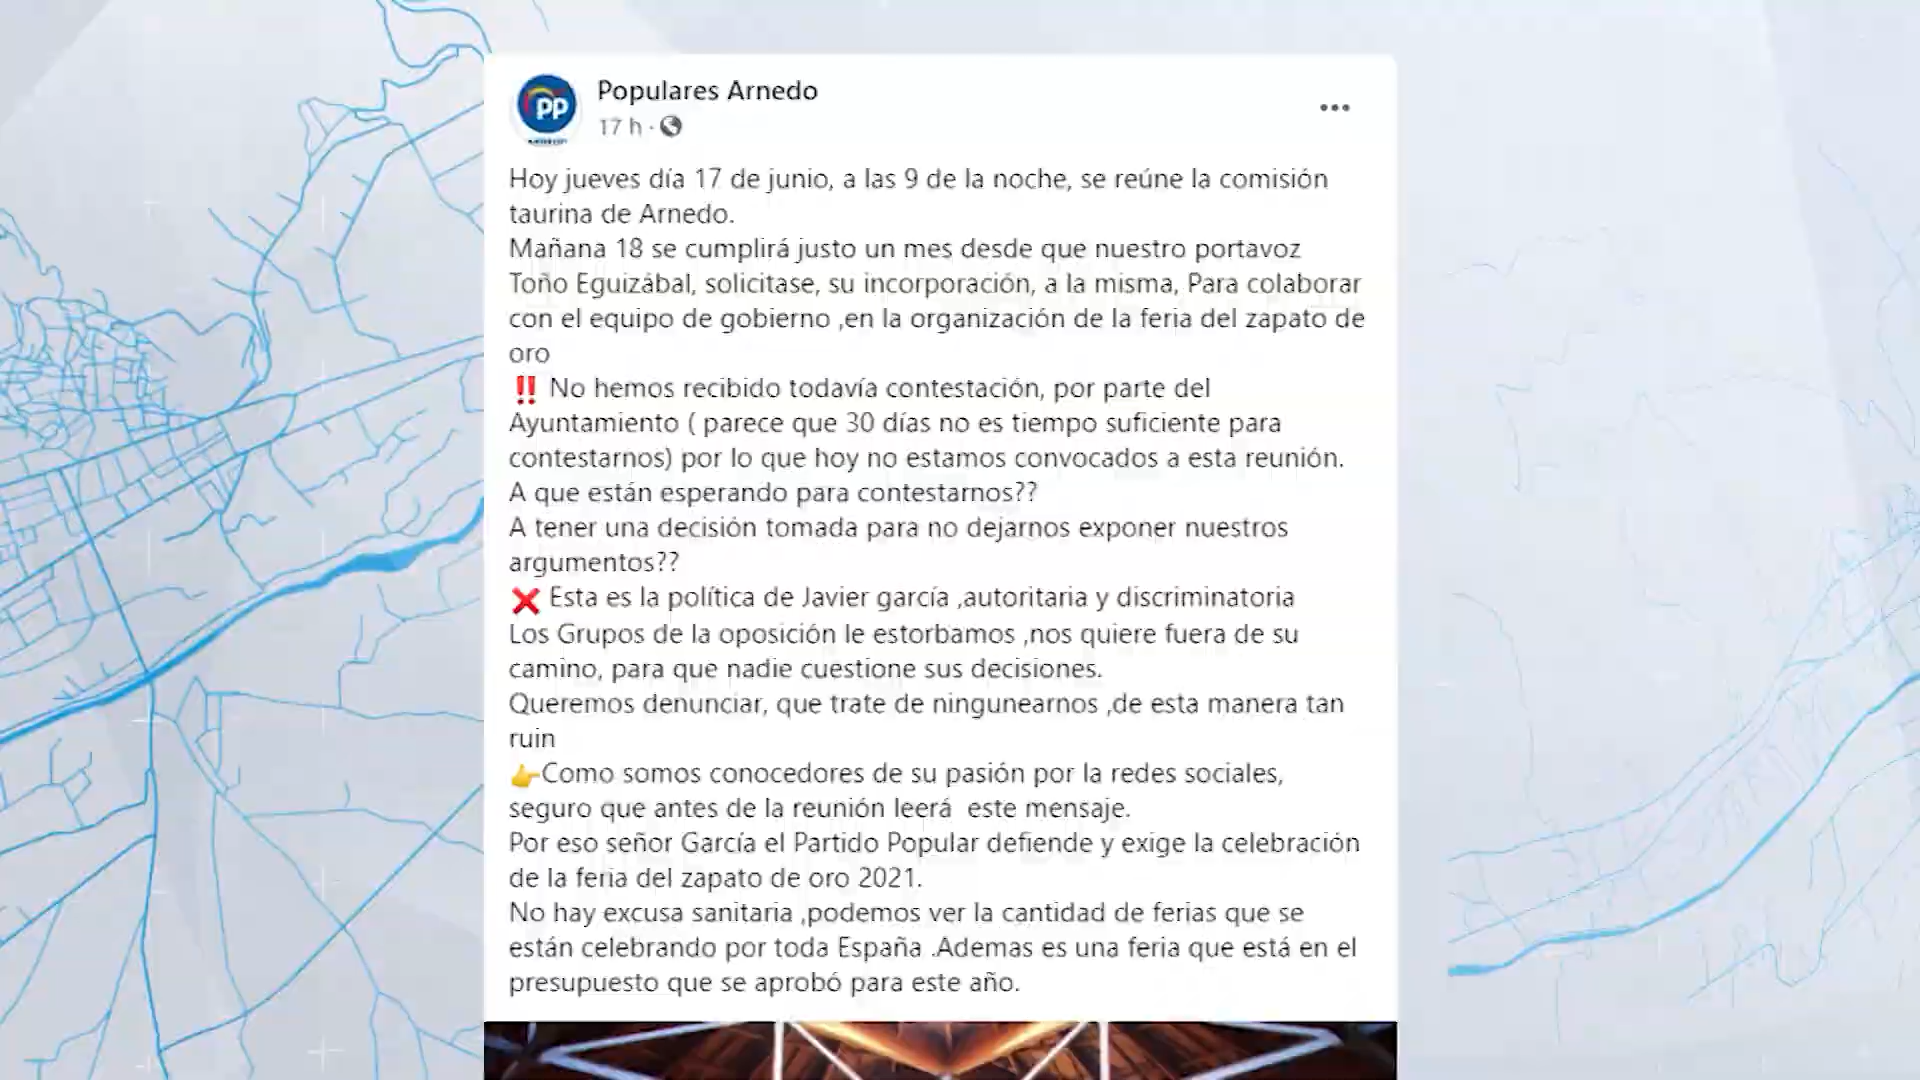 PP
Populares Arnedo
17 h ·
Hoy jueves día 17 de junio, a las 9 de la noche, se reúne la comisión
taurina de Arnedo.
Mañana 18 se cumplirá justo un mes desde que nuestro portavoz
Toño Eguizábal, solicitase, su incorporación, a la misma, Para colaborar
con el equipo de gobierno ,en la organización de la feria del zapato de
oro
‼️ No hemos recibido todavía contestación, por parte del
Ayuntamiento ( parece que 30 días no es tiempo suficiente para
contestarnos) por lo que hoy no estamos convocados a esta reunión.
A que están esperando para contestarnos??
A tener una decisión tomada para no dejarnos exponer nuestros
argumentos??
❌ Esta es la política de Javier garcía ,autoritaria y discriminatoria
Los Grupos de la oposición le estorbamos ,nos quiere fuera de su
camino, para que nadie cuestione sus decisiones.
Queremos denunciar, que trate de ningunearnos ,de esta manera tan
ruin
👉Como somos conocedores de su pasión por la redes sociales,
seguro que antes de la reunión leerá este mensaje.
Por eso señor García el Partido Popular defiende y exige la celebración
de la feria del zapato de oro 2021.
No hay excusa sanitaria ,podemos ver la cantidad de ferias que se
están celebrando por toda España .Ademas es una feria que está en el
presupuesto que se aprobó para este año.